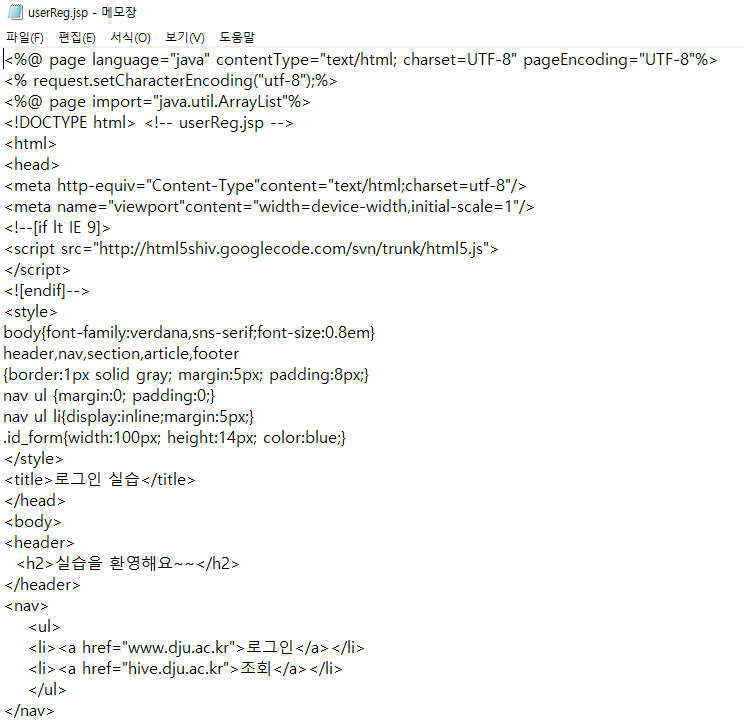 userReg.jsp - 메모장
파일(F) 편집(E) 서식(O) 보기(V) 도움말
<%@ page language="java" contentType="text/html; charset=UTF-8" pageEncoding="UTF-8"%>
<% request.setCharacterEncoding("utf-8");%>
<%@ page import="java.util.ArrayList"%>
<!DOCTYPE html> <!-- userReg.jsp -->
<html>
<head>
<meta http-equiv="Content-Type"content="text/html;charset=utf-8"/>
<meta name="viewport"content="width=device-width,initial-scale=1"/>
<!--[if lt IE 9]>
<script src="http://html5shiv.googlecode.com/svn/trunk/html5.js">
</script>
<![endif]-->
<style>
body{font-family:verdana,sns-serif;font-size:0.8em}
header,nav,section,article,footer
{border:1px solid gray; margin:5px; padding:8px;}
nav ul {margin:0; padding:0;}
nav ul li{display:inline;margin:5px;}
.id_form{width:100px; height:14px; color:blue;}
</style>
<title>로그인 실습</title>
</head>
<body>
<header>
<h2>실습을 환영해요~~</h2>
</header>
<nav>
<ul>
<li><a href="www.dju.ac.kr">로그인</a></li>
<li><a href="hive.dju.ac.kr">조회</a></li>
</ul>
</nav>